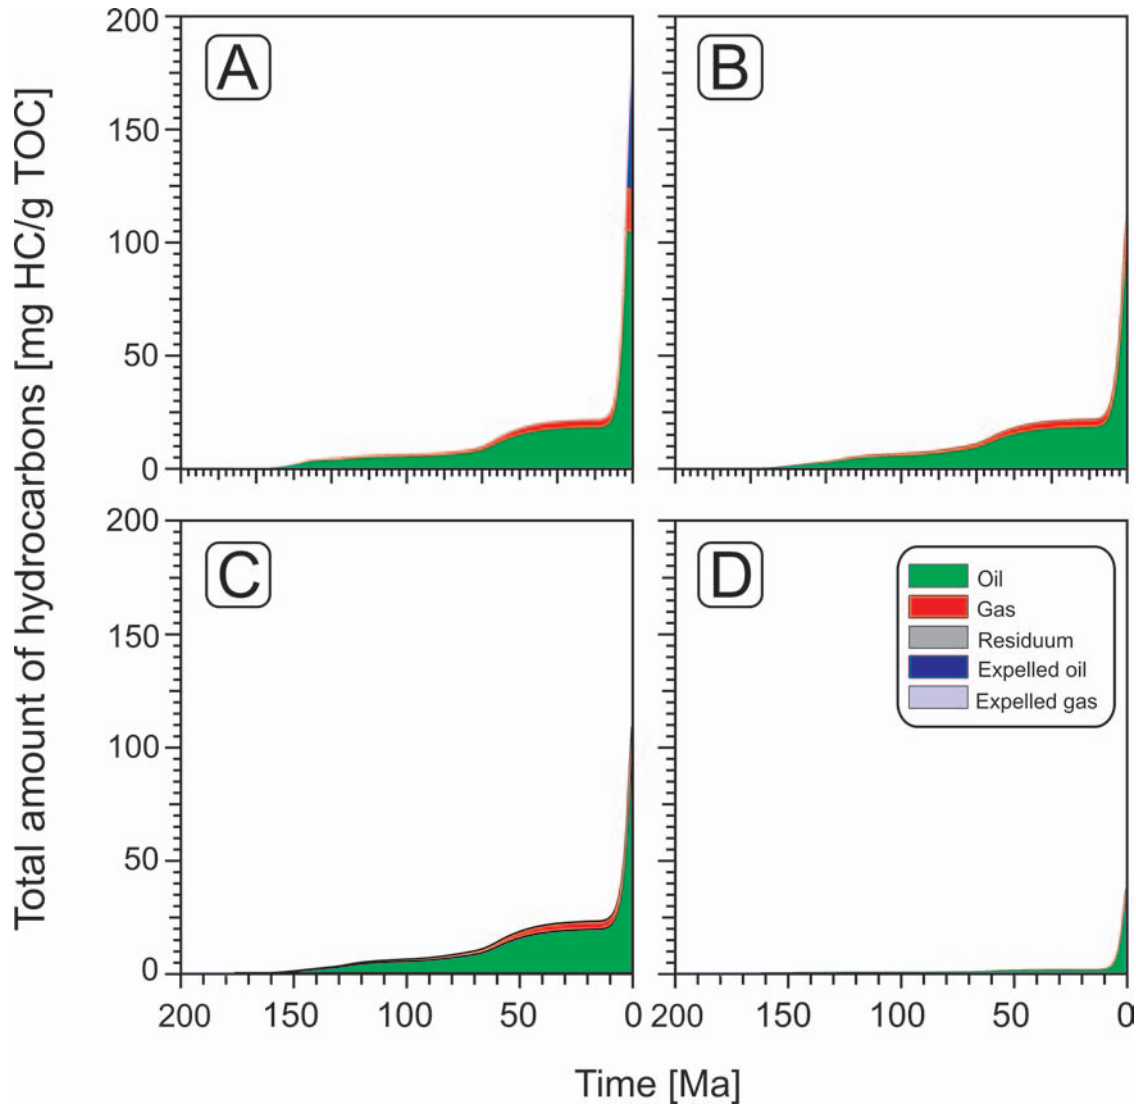 Total amount of hydrocarbons [mg HC/g TOC]
200
150
100
50
0
A
B
200
150
100
50
0
C
D
Oil
Gas
Residuum
Expelled oil
Expelled gas
200 150 100 50 0 200 150 100 50 0
Time [Ma]